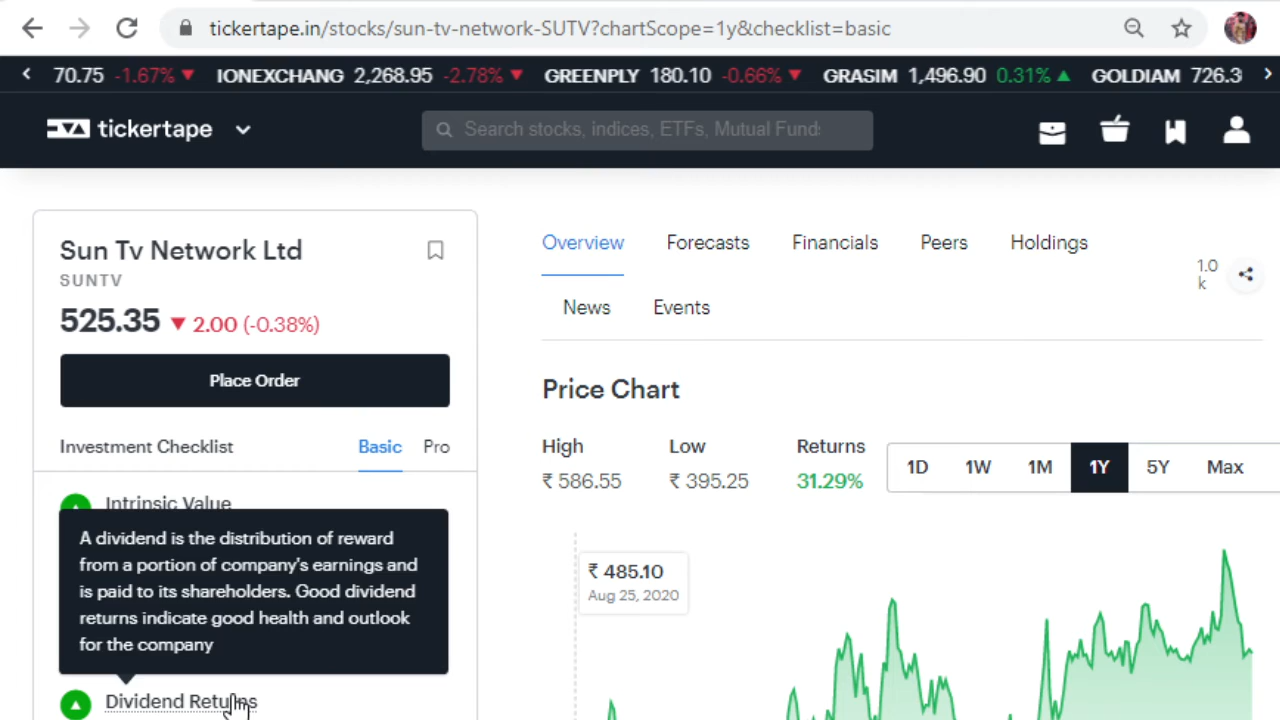 tickertape.in/stocks/sun-tv-network-SUTV?chartScope=1y&checklist=basic
70.75 -1.67% IONEXCHANG 2,268.95 -2.78% GREENPLY 180.10 -0.66% GRASIM 1,496.90 0.31% GOLDIAM 726.3
tickertape
Search stocks, indices, ETFs, Mutual Fund
Sun Tv Network Ltd
SUNTV
525.35 2.00 (-0.38%)
Place Order
Investment Checklist Basic Pro
Intrinsic Value
A dividend is the distribution of reward
from a portion of company's earnings and
is paid to its shareholders. Good dividend
returns indicate good health and outlook
for the company
Dividend Returns
Overview Forecasts Financials Peers Holdings
News Events
1.0
k
Price Chart
High Low Returns
₹ 586.55 ₹ 395.25 31.29%
1D 1W 1M 1Y 5Y Max
₹ 485.10
Aug 25, 2020